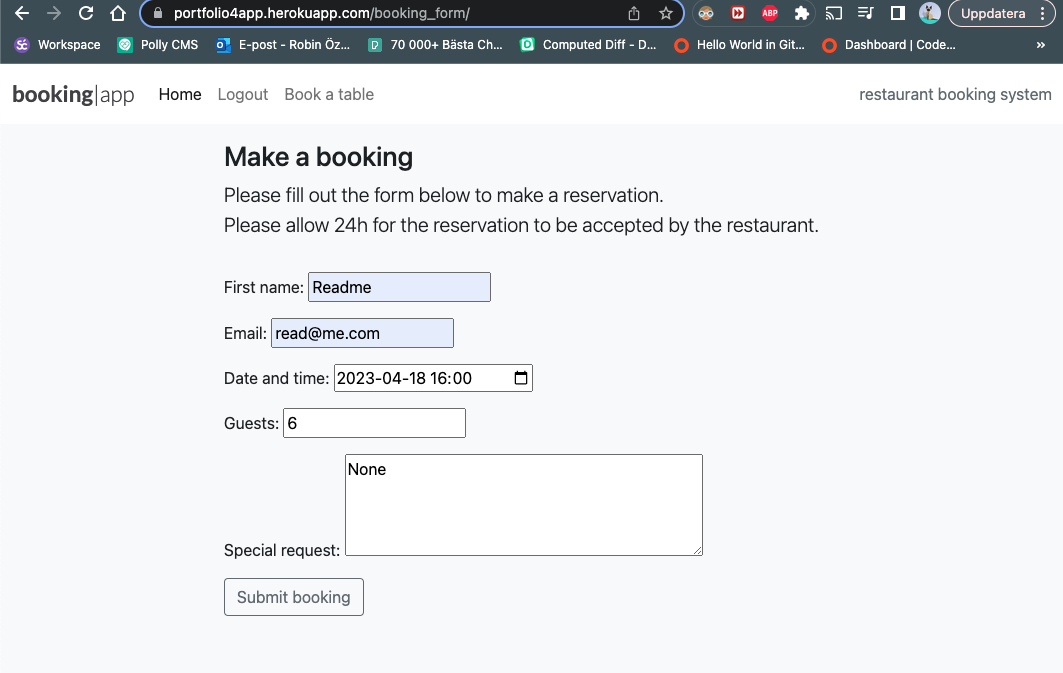 portfolio4app.herokuapp.com/booking_form/
ABP
Uppdatera
Sc Workspace Polly CMS E-post - Robin Öz... 70 000+ Bästa Ch... Computed Diff - D... Hello World in Git... Dashboard | Code... »
booking|app Home Logout Book a table restaurant booking system
Make a booking
Please fill out the form below to make a reservation.
Please allow 24h for the reservation to be accepted by the restaurant.
First name: Readme
Email: read@me.com
Date and time: 2023-04-18 16:00
Guests: 6
None
Special request:
Submit booking